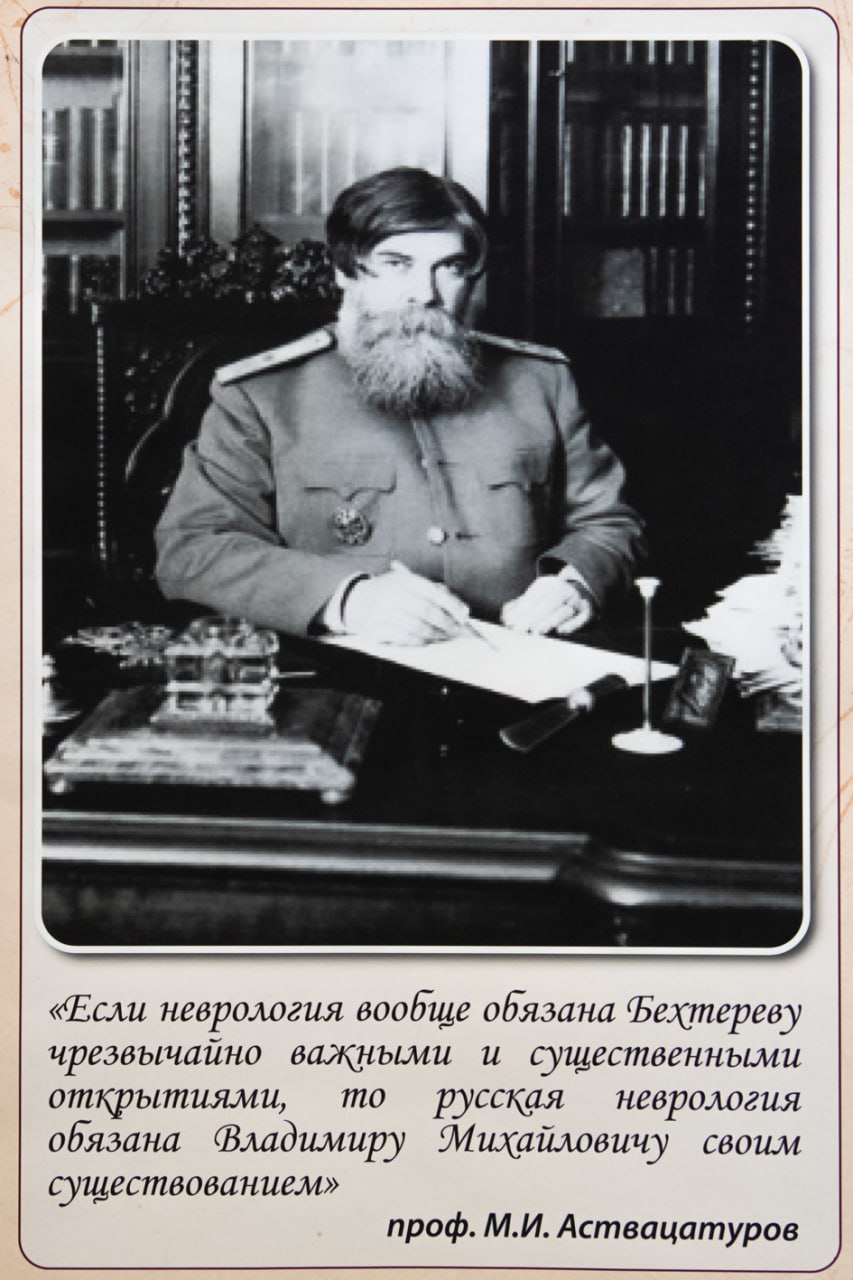 «Если неврология вообще обязана Бехтереву
чрезвычайно важными и существенными
открытиями, то русская неврология
обязана Владимиру Михайловичу своим
существованием»
проф. М.И. Аствацатуров